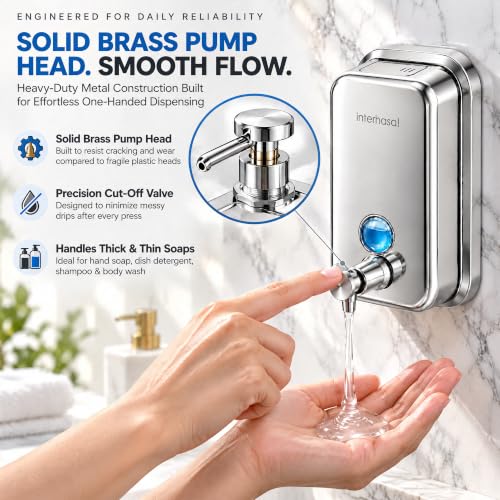 ENGINEERED FOR DAILY RELIABILITY
SOLID BRASS PUMP
HEAD. SMOOTH FLOW.
Heavy-Duty Metal Construction Built
for Effortless One-Handed Dispensing
Solid Brass Pump Head
Built to resist cracking and wear
compared to fragile plastic heads
Precision Cut-Off Valve
Designed to minimize messy
drips after every press
Handles Thick & Thin Soaps
Ideal for hand soap, dish detergent,
shampoo & body wash
interhasa!